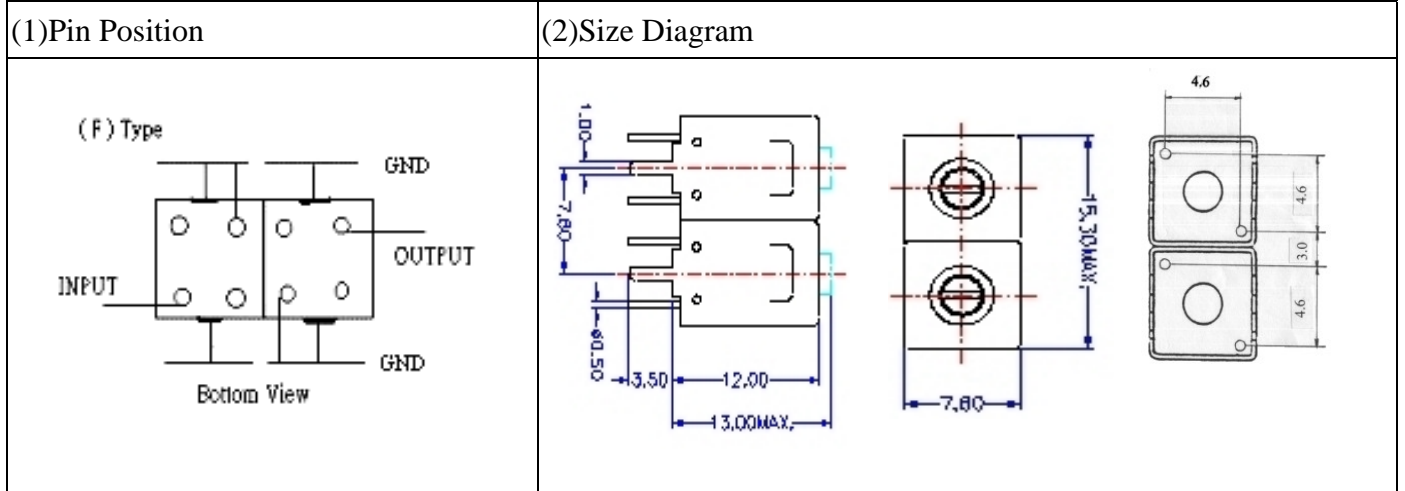 (1)Pin Position
(F) Type
GND
OUTPUT
INPUT
GND
Bottom View
(2)Size Diagram
1.00
7.60
ø0.50
3.50
12.00
13.00MAX.
15.30MAX.
7.60
4.6
4.6
3.0
4.6